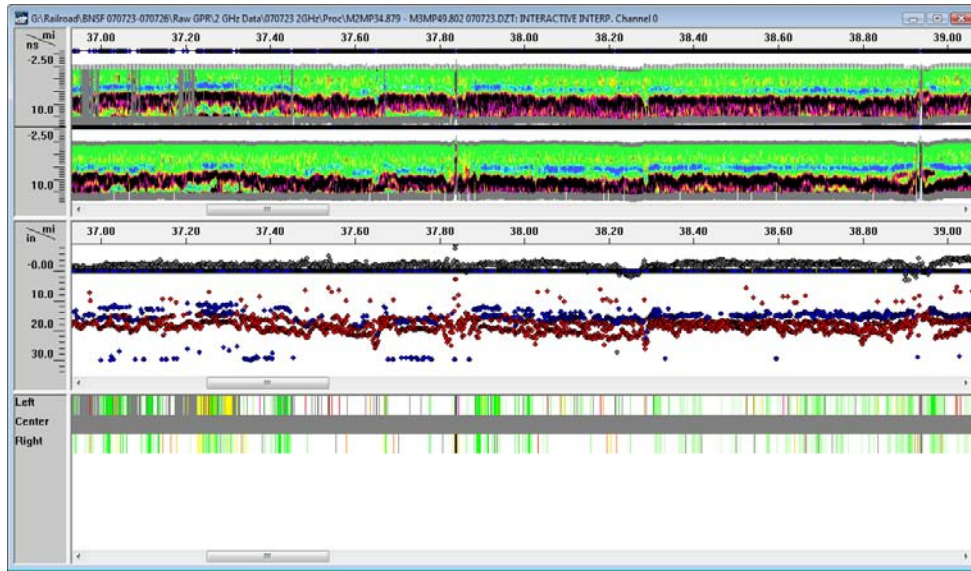 G:\Railroad\BNSF 070723-070726\Raw GPR\2 GHz Data\070723 2GHz\Proc\M2MP34.879 - M3MP49.802 070723.DZT: INTERACTIVE INTERP. Channel 0
mi 37.00 37.20 37.40 37.60 37.80 38.00 38.20 38.40 38.60 38.80 39.00
ns
-2.50
10.0
-2.50
10.0
mi 37.00 37.20 37.40 37.60 37.80 38.00 38.20 38.40 38.60 38.80 39.00
in
-0.00
10.0
20.0
30.0
Left
Center
Right